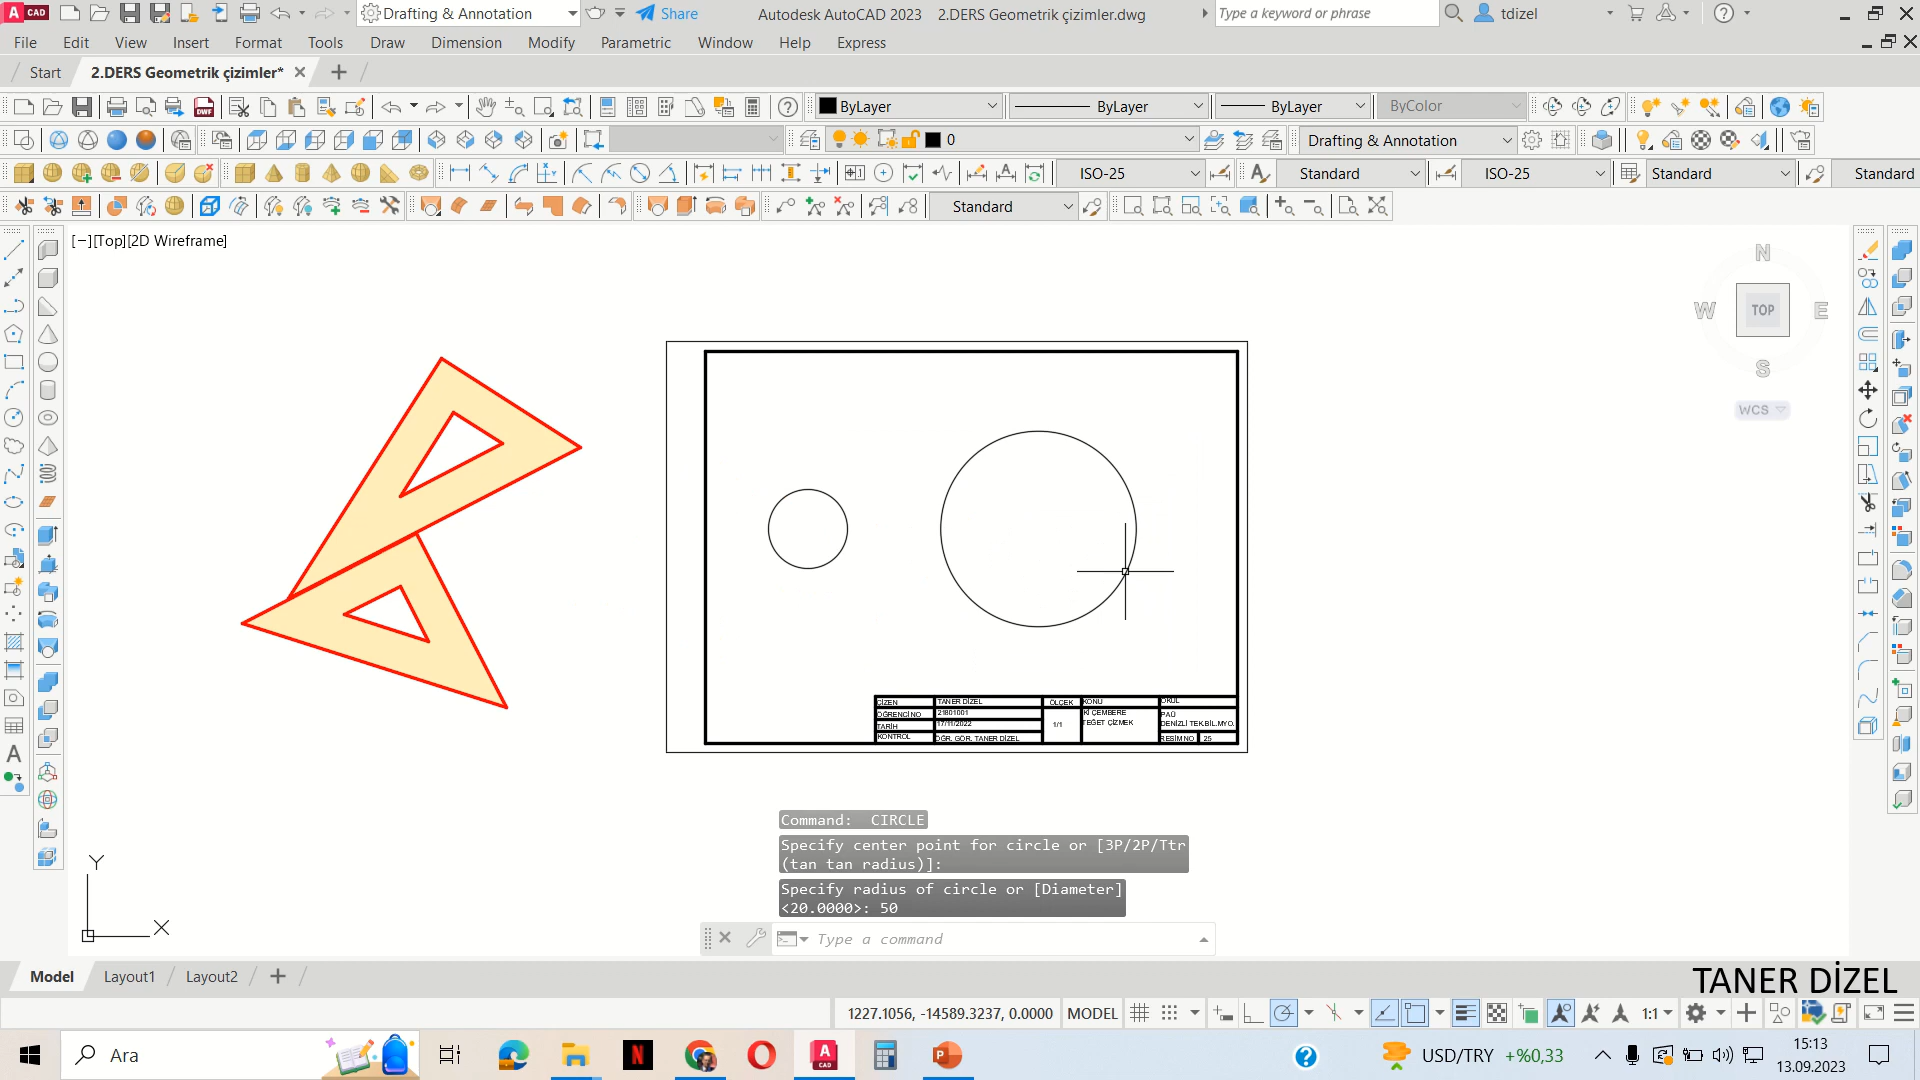 A CAD
Drafting & Annotation
Share
Autodesk AutoCAD 2023 2.DERS Geometrik çizimler.dwg
Type a keyword or phrase
tdizel
File Edit View Insert Format Tools Draw Dimension Modify Parametric Window Help Express
Start 2.DERS Geometrik çizimler*
ByLayer ByLayer ByLayer ByColor
0 Drafting & Annotation
ISO-25 Standard ISO-25 Standard Standard
Standard
[−][Top][2D Wireframe]
N
W TOP E
S
WCS
ÇİZEN TANER DİZEL ÖLÇEK KONU OKUL
ÖĞRENCİ NO 21801001 İKİ ÇEMBERE PAÜ
TARİH 17/11/2022 1/1 TEĞET ÇİZMEK DENİZLİ TEK.BİL.MYO.
KONTROL ÖĞR. GÖR. TANER DİZEL RESİM NO 25
Command: CIRCLE
Specify center point for circle or [3P/2P/Ttr
(tan tan radius)]:
Specify radius of circle or [Diameter]
<20.0000>: 50
Type a command
Y
X
Model Layout1 Layout2
TANER DİZEL
1227.1056, -14589.3237, 0.0000 MODEL 1:1
Ara
USD/TRY +%0,33
15:13
13.09.2023